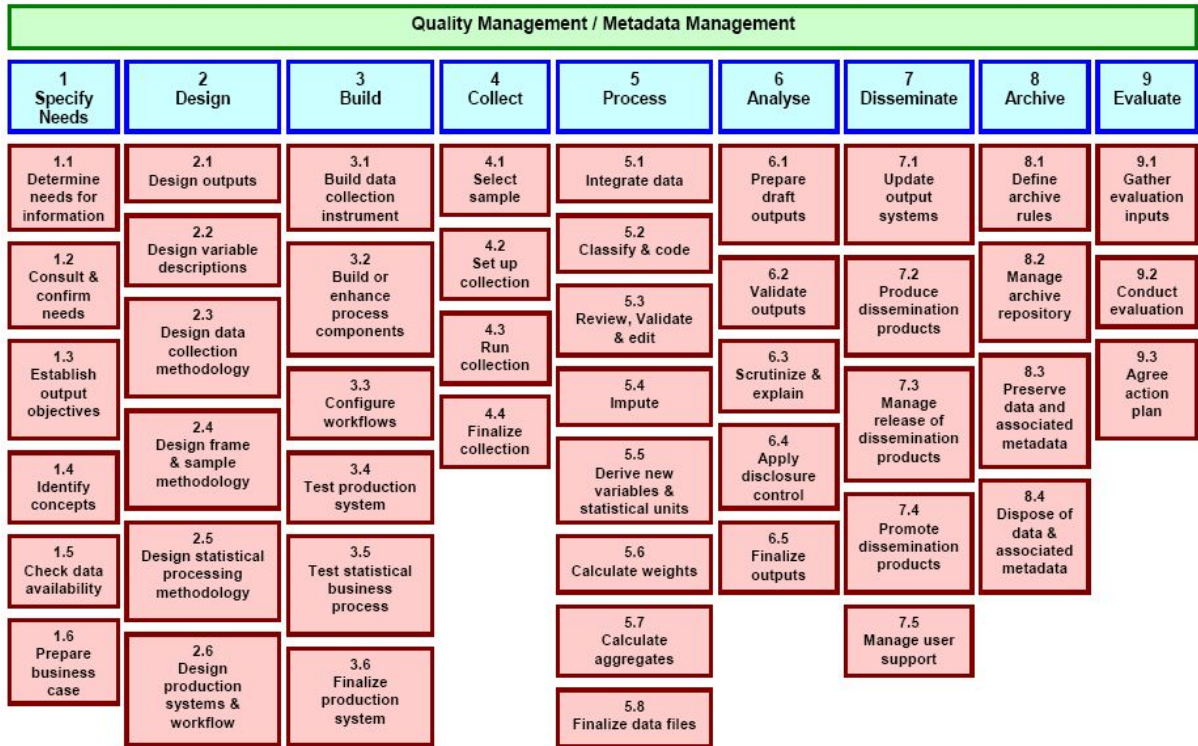 Quality Management / Metadata Management
1
Specify
Needs
2
Design
3
Build
4
Collect
5
Process
6
Analyse
7
Disseminate
8
Archive
9
Evaluate
1.1
Determine
needs for
information
1.2
Consult &
confirm
needs
1.3
Establish
output
objectives
1.4
Identify
concepts
1.5
Check data
availability
1.6
Prepare
business
case
2.1
Design outputs
2.2
Design variable
descriptions
2.3
Design data
collection
methodology
2.4
Design frame
& sample
methodology
2.5
Design statistical
processing
methodology
2.6
Design
production
systems &
workflow
3.1
Build data
collection
instrument
3.2
Build or
enhance
process
components
3.3
Configure
workflows
3.4
Test production
system
3.5
Test statistical
business
process
3.6
Finalize
production
system
4.1
Select
sample
4.2
Set up
collection
4.3
Run
collection
4.4
Finalize
collection
5.1
Integrate data
5.2
Classify & code
5.3
Review, Validate
& edit
5.4
Impute
5.5
Derive new
variables &
statistical units
5.6
Calculate weights
5.7
Calculate
aggregates
5.8
Finalize data files
6.1
Prepare
draft
outputs
6.2
Validate
outputs
6.3
Scrutinize &
explain
6.4
Apply
disclosure
control
6.5
Finalize
outputs
7.1
Update
output
systems
7.2
Produce
dissemination
products
7.3
Manage
release of
dissemination
products
7.4
Promote
dissemination
products
7.5
Manage user
support
8.1
Define
archive
rules
8.2
Manage
archive
repository
8.3
Preserve
data and
associated
metadata
8.4
Dispose of
data &
associated
metadata
9.1
Gather
evaluation
inputs
9.2
Conduct
evaluation
9.3
Agree
action
plan